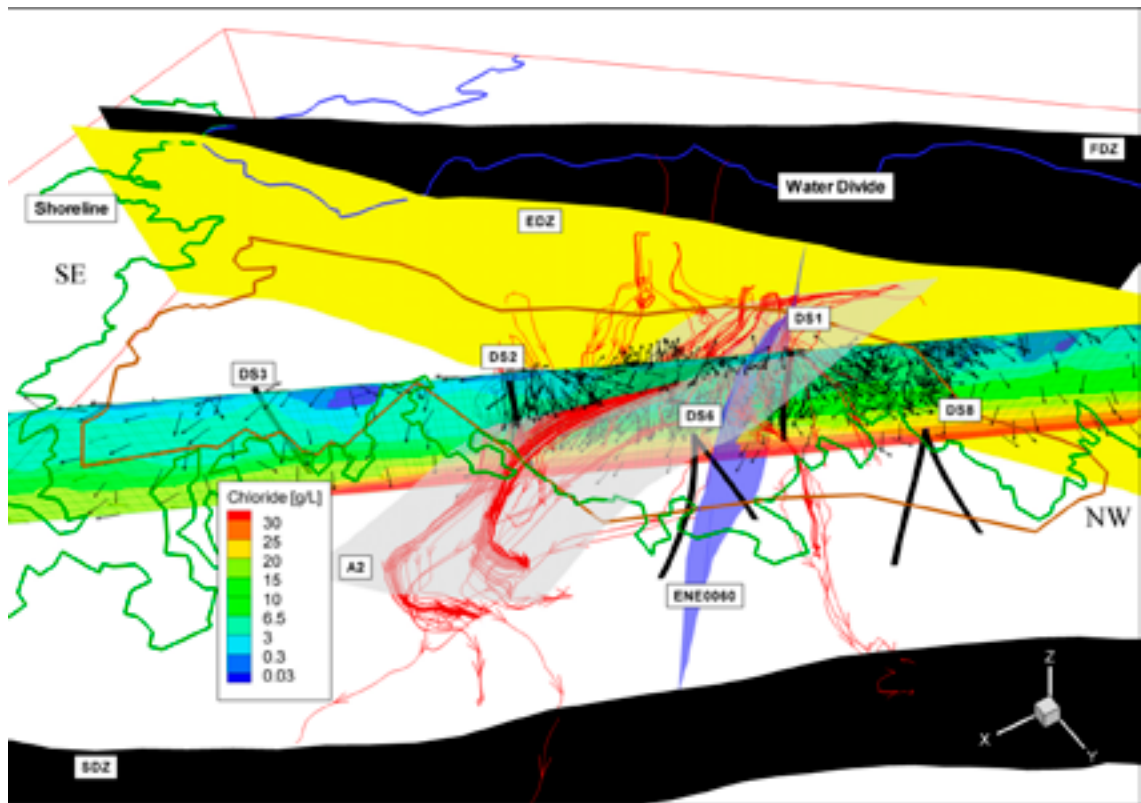 FDZ
Water Divide
Shoreline
EDZ
SE
DS1
DS2
DS3
DS6
DS8
Chloride [g/L]
30
25
20
15
10
6.5
3
0.3
0.03
NW
A2
ENE0060
Z
X
Y
SDZ